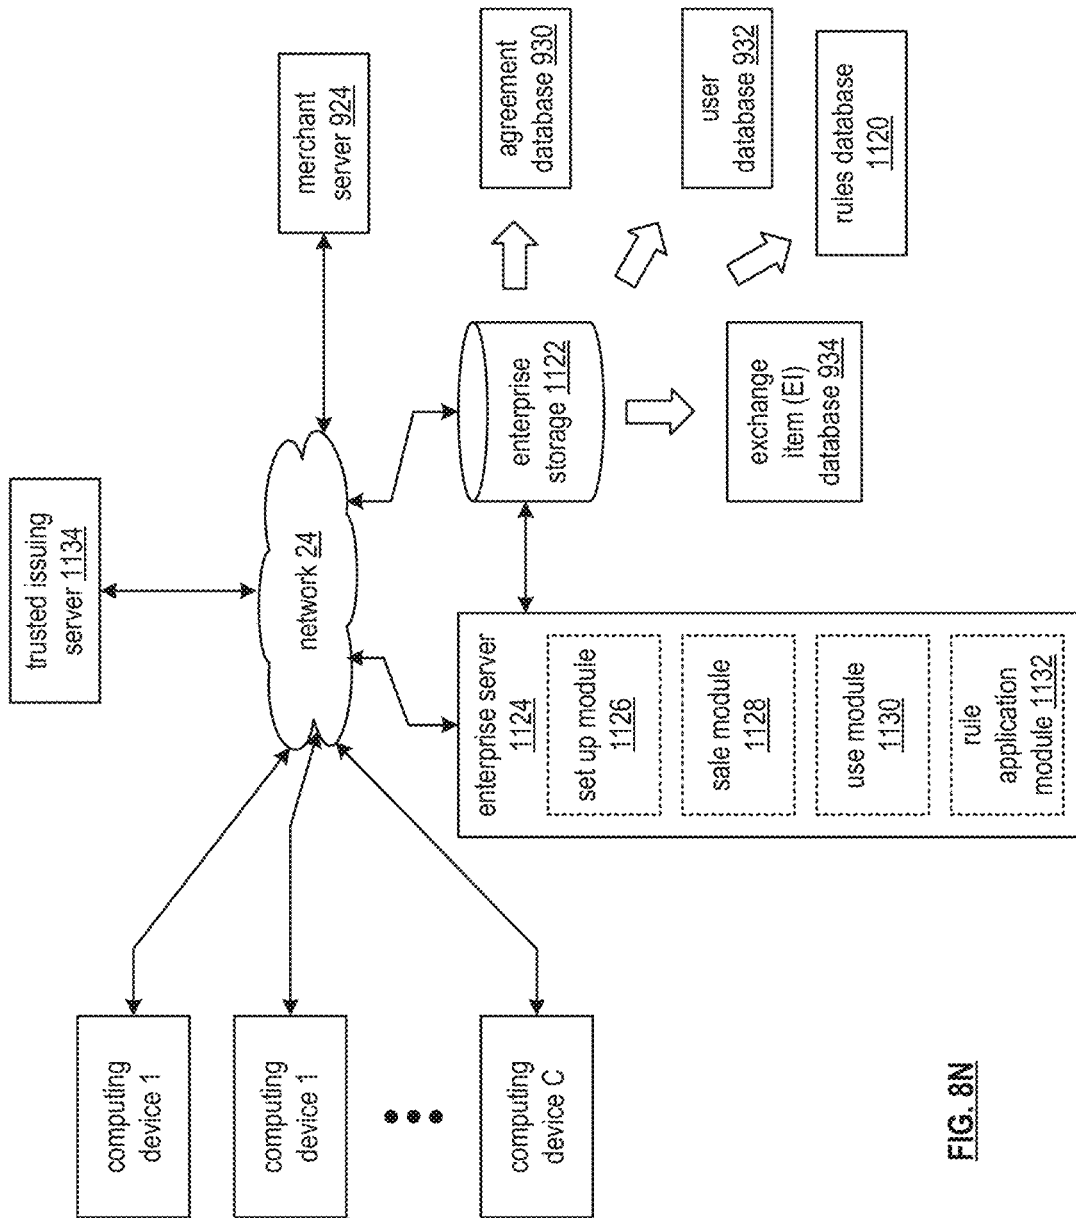 trusted issuing
server 1134
merchant
server 924
network 24
computing
device 1
computing
device 1
computing
device C
enterprise server
1124
set up module
1126
sale module
1128
use module
1130
rule
application
module 1132
enterprise
storage 1122
agreement
database 930
user
database 932
rules database
1120
exchange
item (EI)
database 934
FIG. 8N